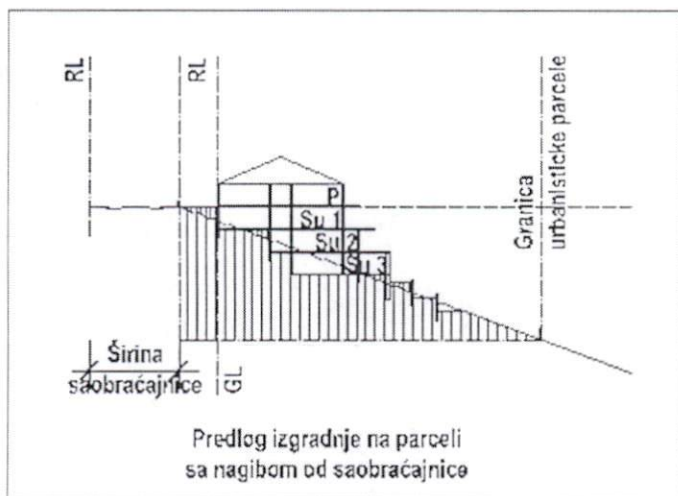 RL
RL
P
Su 1
Su 2
Su 3
Granica
urbanisticke parcele
Širina
saobraćajnice
GL
Predlog izgradnje na parceli
sa nagibom od saobraćajnice